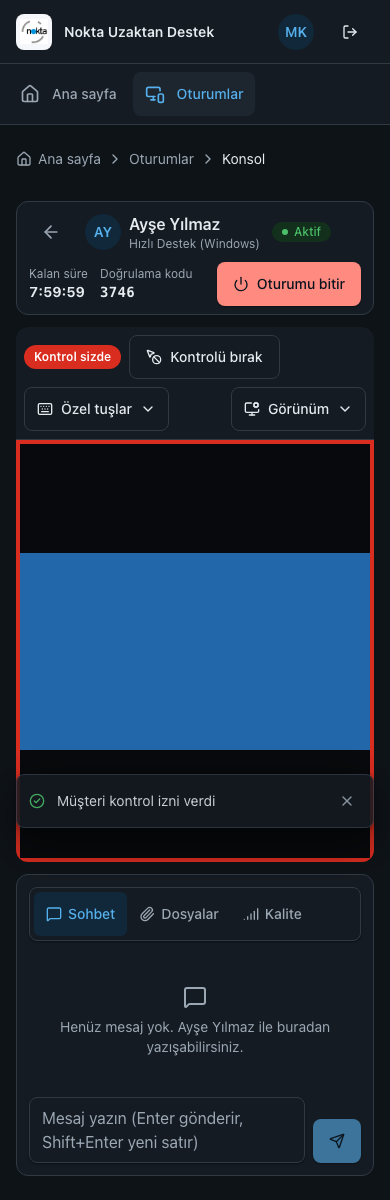 nokta
Nokta Uzaktan Destek
MK
Ana sayfa
Oturumlar
Ana sayfa > Oturumlar > Konsol
AY
Ayşe Yılmaz
Hızlı Destek (Windows)
Aktif
Kalan süre
7:59:59
Doğrulama kodu
3746
Oturumu bitir
Kontrol sizde
Kontrolü bırak
Özel tuşlar
Görünüm
Müşteri kontrol izni verdi
Sohbet
Dosyalar
Kalite
Henüz mesaj yok. Ayşe Yılmaz ile buradan
yazışabilirsiniz.
Mesaj yazın (Enter gönderir,
Shift+Enter yeni satır)